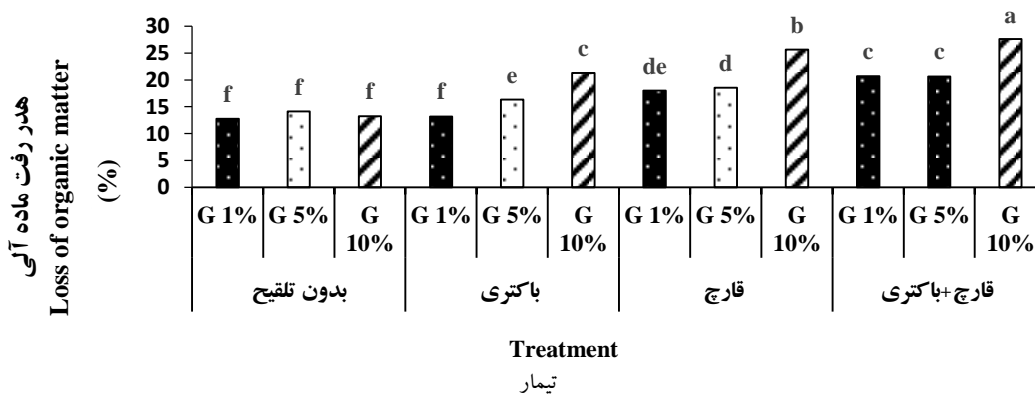 هدر رفت ماده آلی
Loss of organic matter
(%)
30
25
20
15
10
5
0
f
f
f
f
e
c
de
d
b
c
c
a
G 1%
G 5%
G 10%
G 1%
G 5%
G 10%
G 1%
G 5%
G 10%
G 1%
G 5%
G 10%
بدون تلقیح
باکتری
قارچ
قارچ+باکتری
Treatment
تیمار